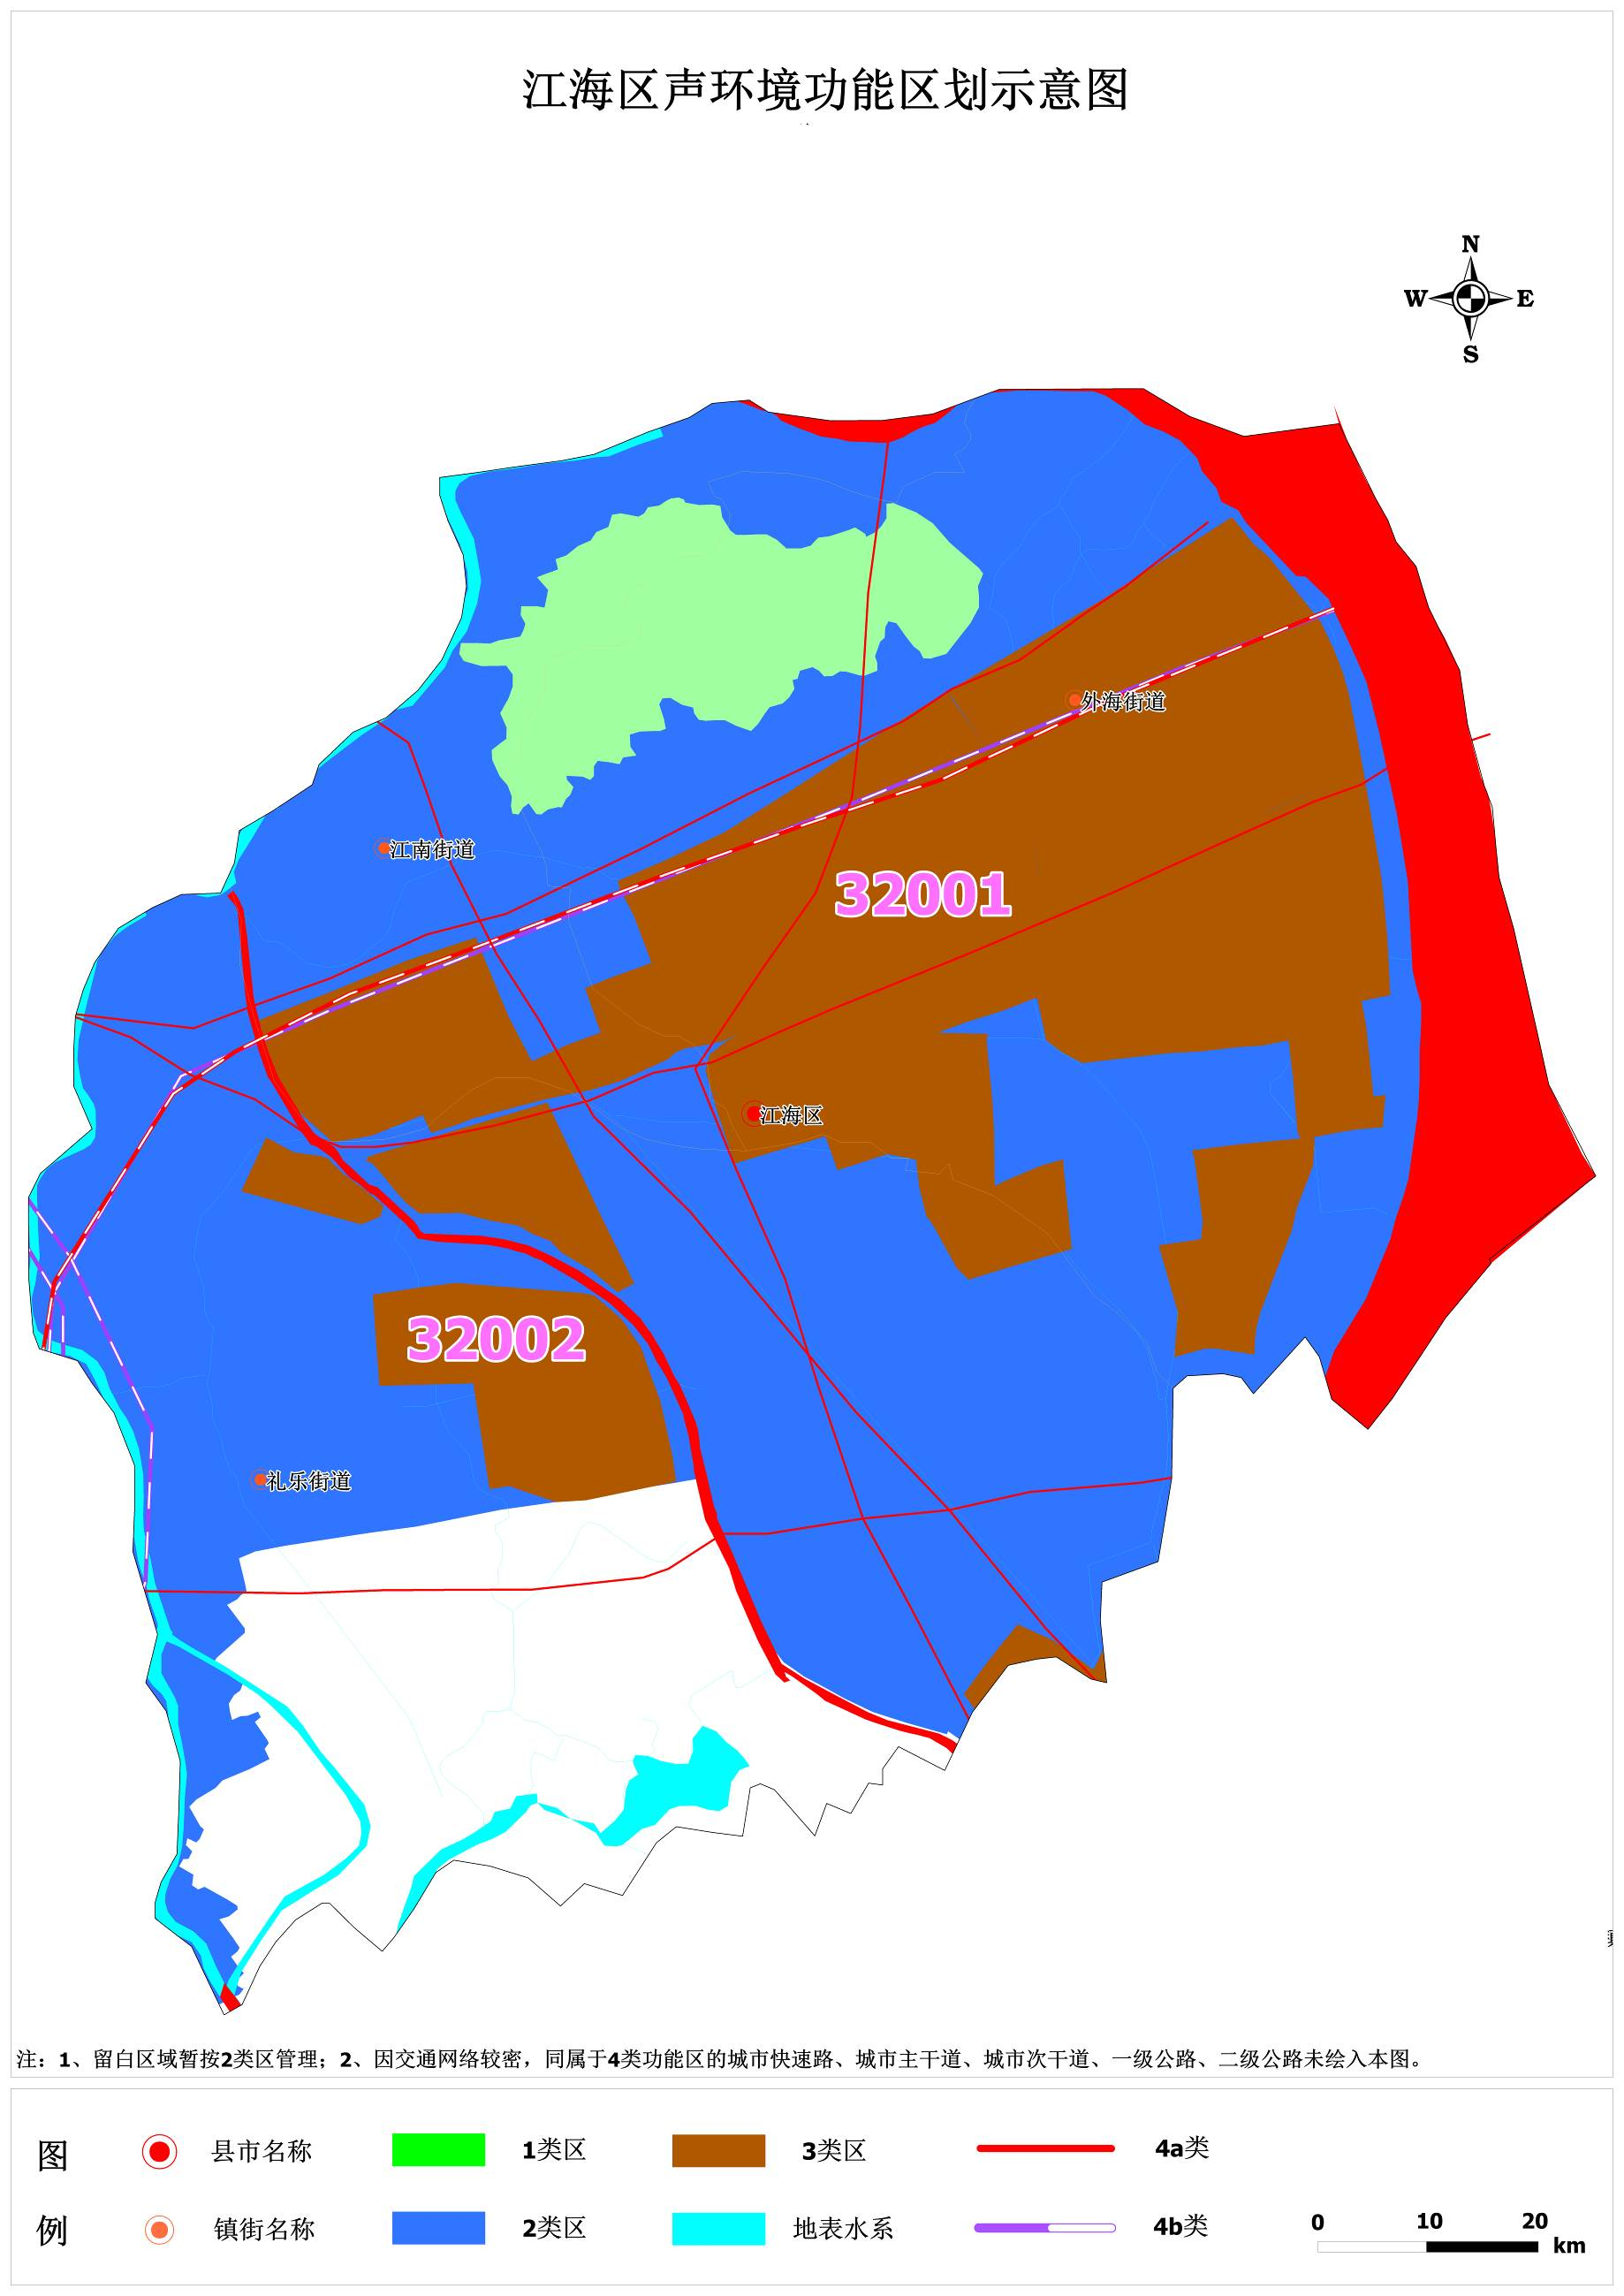 江海区声环境功能区划示意图
N
W
E
S
外海街道
江南街道
32001
江海区
32002
礼乐街道
注：1、留白区域暂按2类区管理；2、因交通网络较密，同属于4类功能区的城市快速路、城市主干道、城市次干道、一级公路、二级公路未绘入本图。
图
县市名称
1类区
3类区
4a类
例
镇街名称
2类区
地表水系
4b类
0
10
20
km